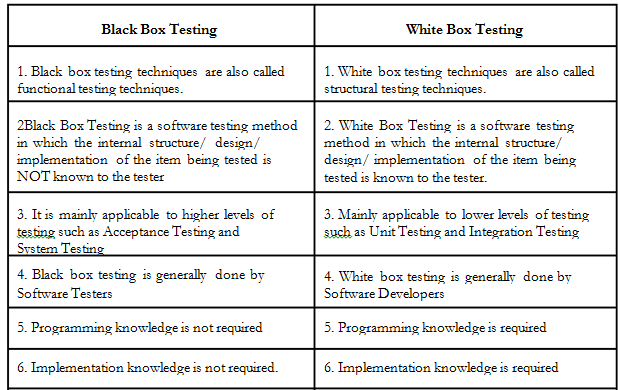 Black Box Testing
White Box Testing
1. Black box testing techniques are also called
functional testing techniques.
1. White box testing techniques are also called
structural testing techniques.
2Black Box Testing is a software testing method
in which the internal structure/ design/
implementation of the item being tested is
NOT known to the tester
2. White Box Testing is a software testing
method in which the internal structure/
design/ implementation of the item being
tested is known to the tester.
3. It is mainly applicable to higher levels of
testing such as Acceptance Testing and
System Testing
3. Mainly applicable to lower levels of testing
such as Unit Testing and Integration Testing
4. Black box testing is generally done by
Software Testers
4. White box testing is generally done by
Software Developers
5. Programming knowledge is not required
5. Programming knowledge is required
6. Implementation knowledge is not required.
6. Implementation knowledge is required